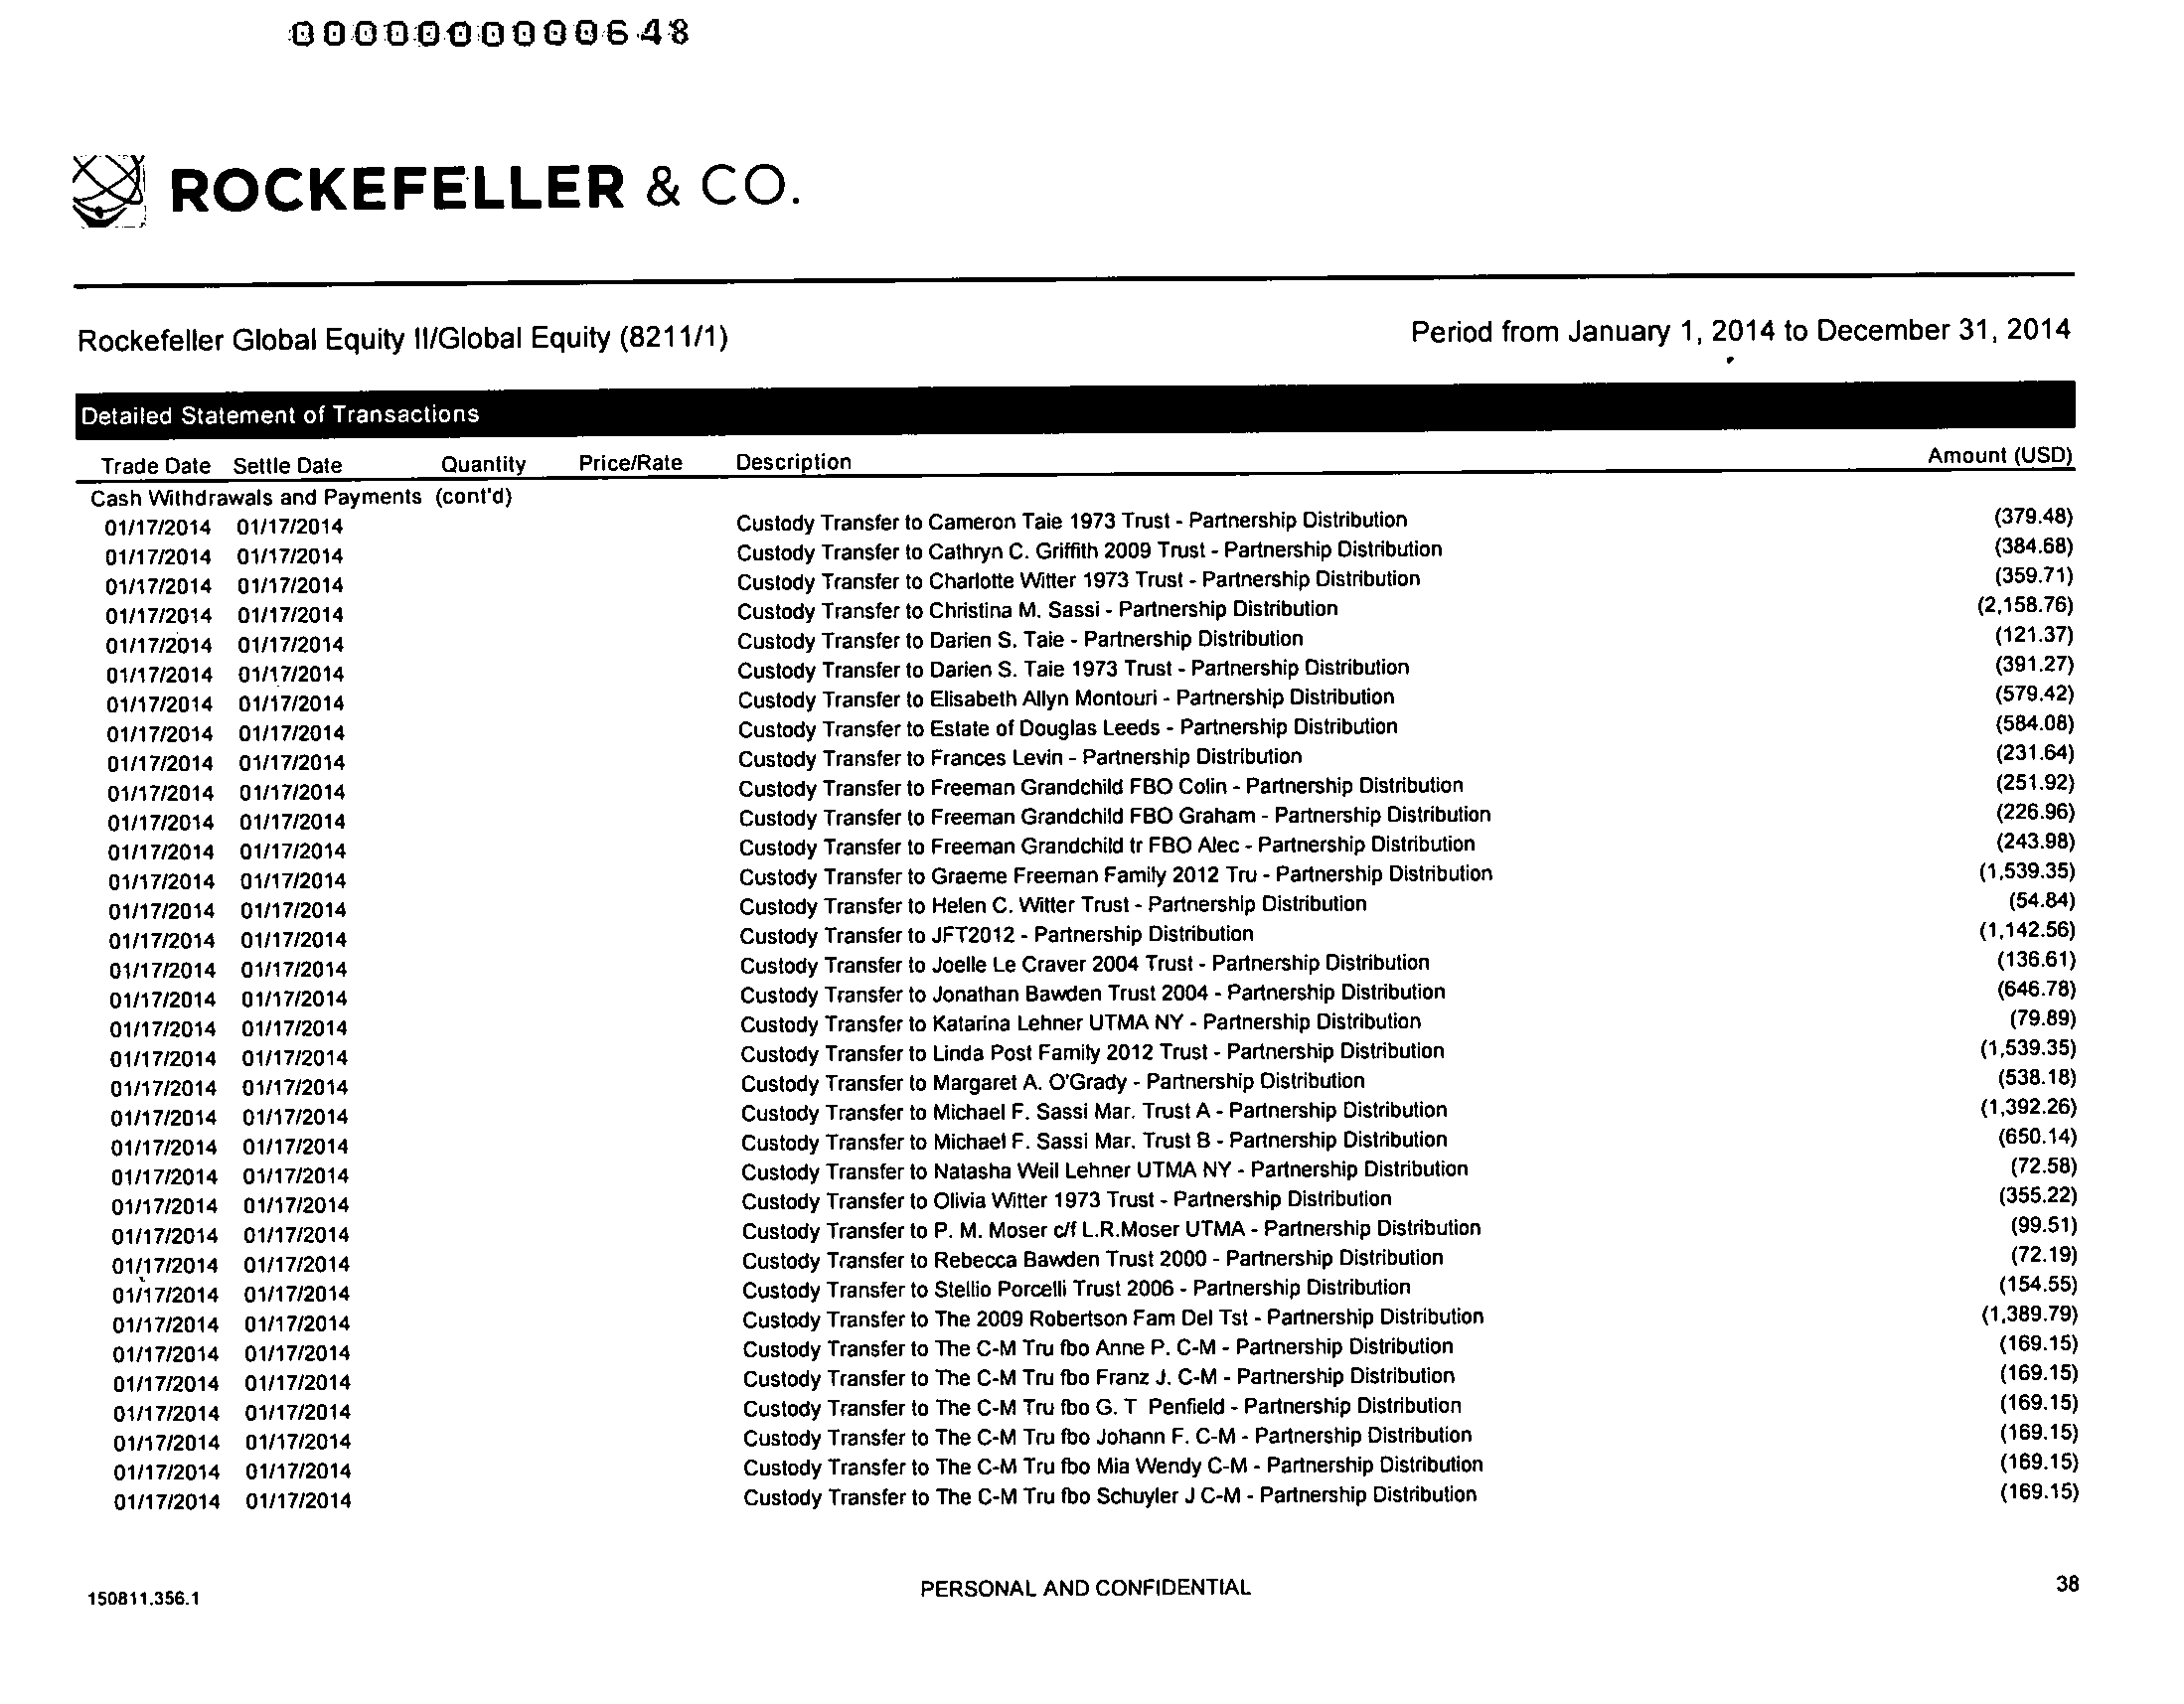 0000000000648
ROCKEFELLER & CO.
Rockefeller Global Equity II/Global Equity (8211/1) Period from January 1, 2014 to December 31, 2014
Detailed Statement of Transactions
Trade Date Settle Date Quantity Price/Rate Description Amount (USD)
Cash Withdrawals and Payments (cont'd)
01/17/2014 01/17/2014 Custody Transfer to Cameron Taie 1973 Trust - Partnership Distribution (379.48)
01/17/2014 01/17/2014 Custody Transfer to Cathryn C. Griffith 2009 Trust - Partnership Distribution (384.68)
01/17/2014 01/17/2014 Custody Transfer to Charlotte Witter 1973 Trust - Partnership Distribution (359.71)
01/17/2014 01/17/2014 Custody Transfer to Christina M. Sassi - Partnership Distribution (2,158.76)
01/17/2014 01/17/2014 Custody Transfer to Darien S. Taie - Partnership Distribution (121.37)
01/17/2014 01/17/2014 Custody Transfer to Darien S. Taie 1973 Trust - Partnership Distribution (391.27)
01/17/2014 01/17/2014 Custody Transfer to Elisabeth Allyn Montouri - Partnership Distribution (579.42)
01/17/2014 01/17/2014 Custody Transfer to Estate of Douglas Leeds - Partnership Distribution (584.08)
01/17/2014 01/17/2014 Custody Transfer to Frances Levin - Partnership Distribution (231.64)
01/17/2014 01/17/2014 Custody Transfer to Freeman Grandchild FBO Colin - Partnership Distribution (251.92)
01/17/2014 01/17/2014 Custody Transfer to Freeman Grandchild FBO Graham - Partnership Distribution (226.96)
01/17/2014 01/17/2014 Custody Transfer to Freeman Grandchild tr FBO Alec - Partnership Distribution (243.98)
01/17/2014 01/17/2014 Custody Transfer to Graeme Freeman Family 2012 Tru - Partnership Distribution (1,539.35)
01/17/2014 01/17/2014 Custody Transfer to Helen C. Witter Trust - Partnership Distribution (54.84)
01/17/2014 01/17/2014 Custody Transfer to JFT2012 - Partnership Distribution (1,142.56)
01/17/2014 01/17/2014 Custody Transfer to Joelle Le Craver 2004 Trust - Partnership Distribution (136.61)
01/17/2014 01/17/2014 Custody Transfer to Jonathan Bawden Trust 2004 - Partnership Distribution (646.78)
01/17/2014 01/17/2014 Custody Transfer to Katarina Lehner UTMA NY - Partnership Distribution (79.89)
01/17/2014 01/17/2014 Custody Transfer to Linda Post Family 2012 Trust - Partnership Distribution (1,539.35)
01/17/2014 01/17/2014 Custody Transfer to Margaret A. O'Grady - Partnership Distribution (538.18)
01/17/2014 01/17/2014 Custody Transfer to Michael F. Sassi Mar. Trust A - Partnership Distribution (1,392.26)
01/17/2014 01/17/2014 Custody Transfer to Michael F. Sassi Mar. Trust B - Partnership Distribution (650.14)
01/17/2014 01/17/2014 Custody Transfer to Natasha Weil Lehner UTMA NY - Partnership Distribution (72.58)
01/17/2014 01/17/2014 Custody Transfer to Olivia Witter 1973 Trust - Partnership Distribution (355.22)
01/17/2014 01/17/2014 Custody Transfer to P. M. Moser c/f L.R.Moser UTMA - Partnership Distribution (99.51)
01/17/2014 01/17/2014 Custody Transfer to Rebecca Bawden Trust 2000 - Partnership Distribution (72.19)
01/17/2014 01/17/2014 Custody Transfer to Stellio Porcelli Trust 2006 - Partnership Distribution (154.55)
01/17/2014 01/17/2014 Custody Transfer to The 2009 Robertson Fam Del Tst - Partnership Distribution (1,389.79)
01/17/2014 01/17/2014 Custody Transfer to The C-M Tru fbo Anne P. C-M - Partnership Distribution (169.15)
01/17/2014 01/17/2014 Custody Transfer to The C-M Tru fbo Franz J. C-M - Partnership Distribution (169.15)
01/17/2014 01/17/2014 Custody Transfer to The C-M Tru fbo G. T Penfield - Partnership Distribution (169.15)
01/17/2014 01/17/2014 Custody Transfer to The C-M Tru fbo Johann F. C-M - Partnership Distribution (169.15)
01/17/2014 01/17/2014 Custody Transfer to The C-M Tru fbo Mia Wendy C-M - Partnership Distribution (169.15)
01/17/2014 01/17/2014 Custody Transfer to The C-M Tru fbo Schuyler J C-M - Partnership Distribution (169.15)
150811.356.1 PERSONAL AND CONFIDENTIAL 38